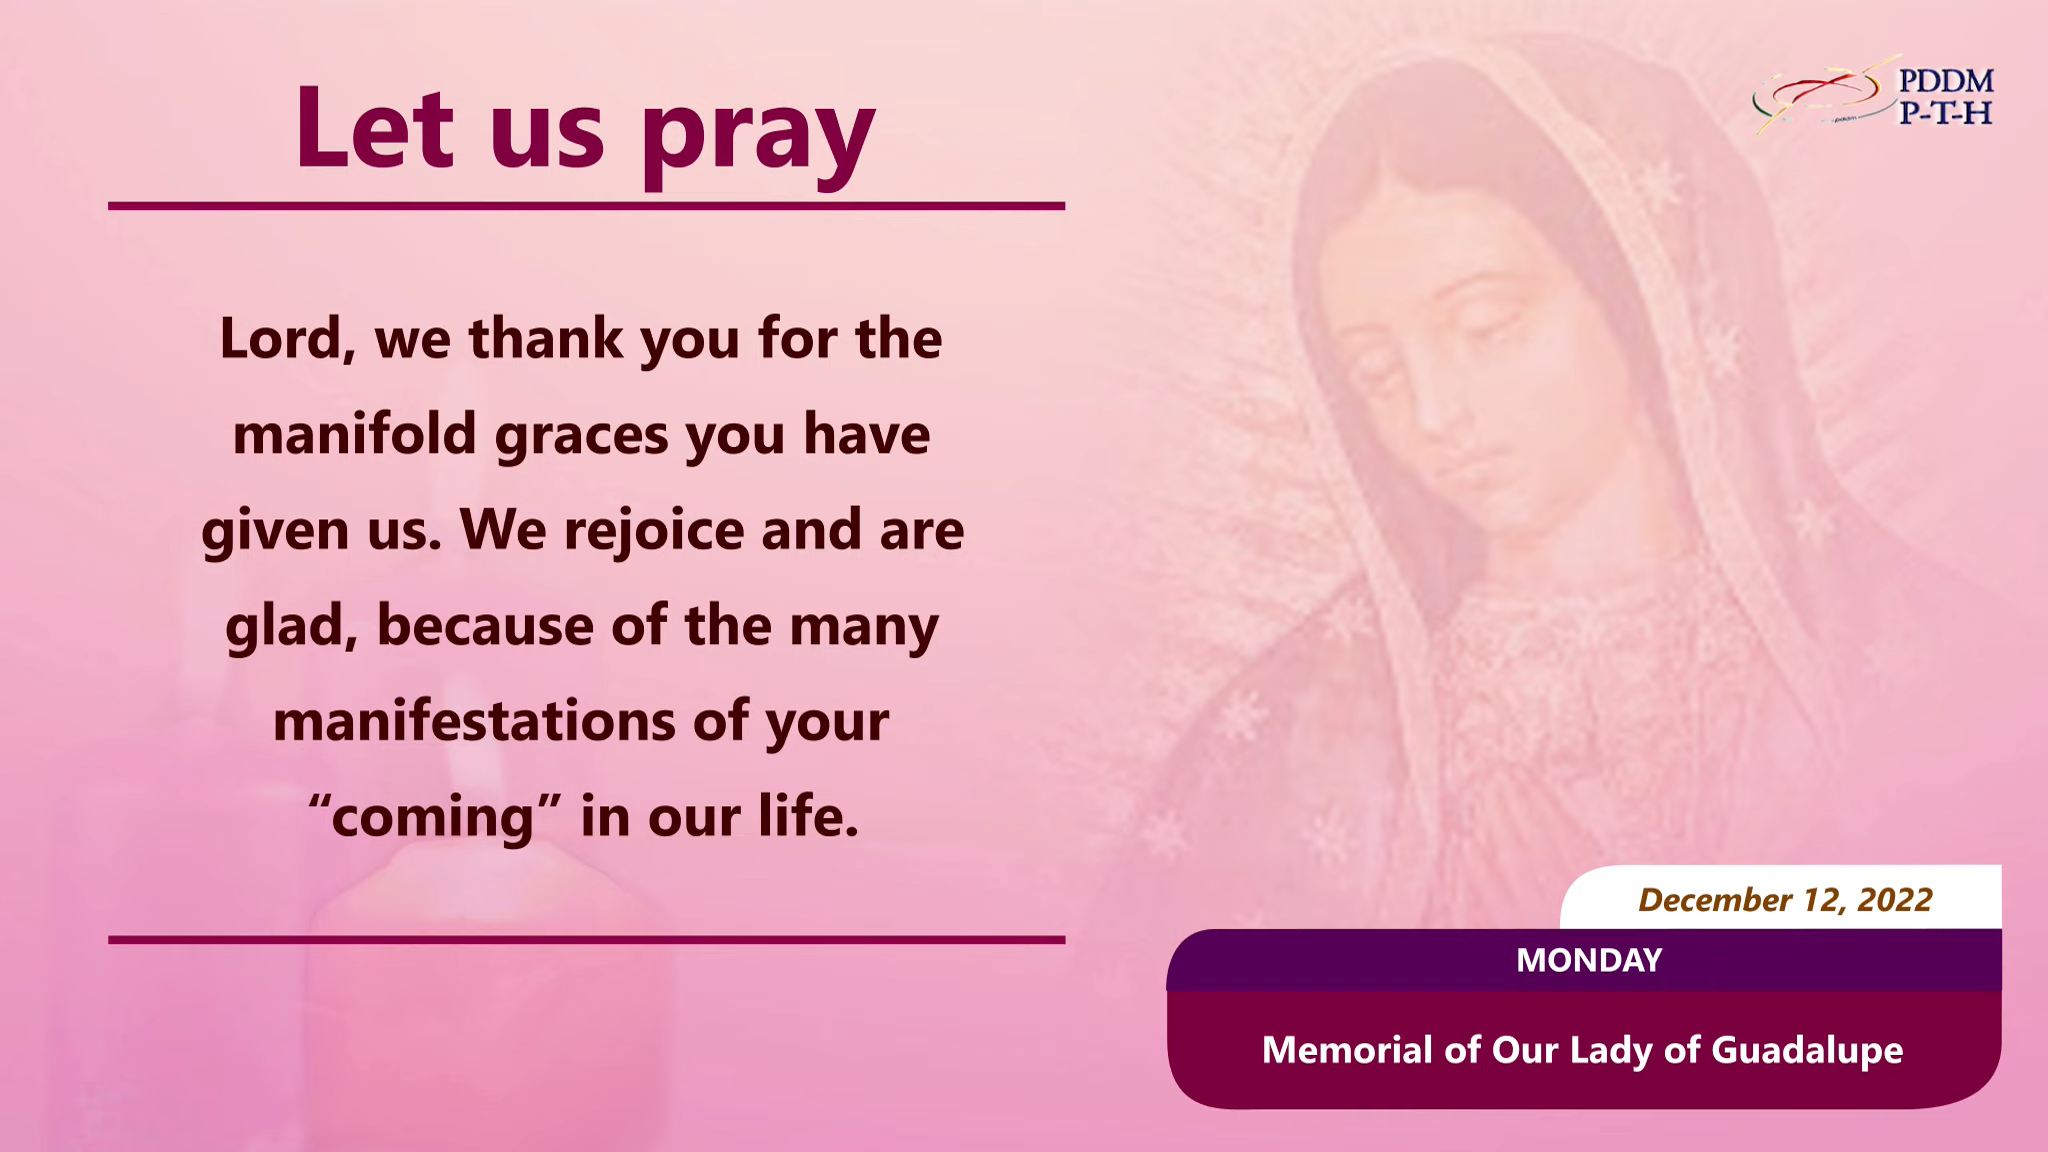 Let us pray
Lord, we thank you for the
manifold graces you have
given us. We rejoice and are
glad, because of the many
manifestations of your
“coming” in our life.
PDDM
P-T-H
pddm
December 12, 2022
MONDAY
Memorial of Our Lady of Guadalupe